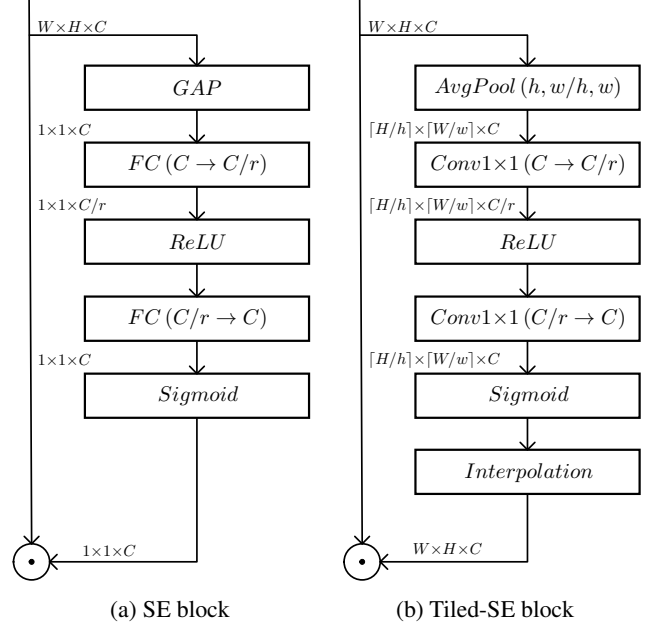 W×H×C
GAP
1×1×C
FC (C → C/r)
1×1×C/r
ReLU
FC (C/r → C)
1×1×C
Sigmoid
1×1×C
(a) SE block
W×H×C
AvgPool (h, w/h, w)
⌈H/h⌉×⌈W/w⌉×C
Conv1×1 (C → C/r)
⌈H/h⌉×⌈W/w⌉×C/r
ReLU
Conv1×1 (C/r → C)
⌈H/h⌉×⌈W/w⌉×C
Sigmoid
Interpolation
W×H×C
(b) Tiled-SE block